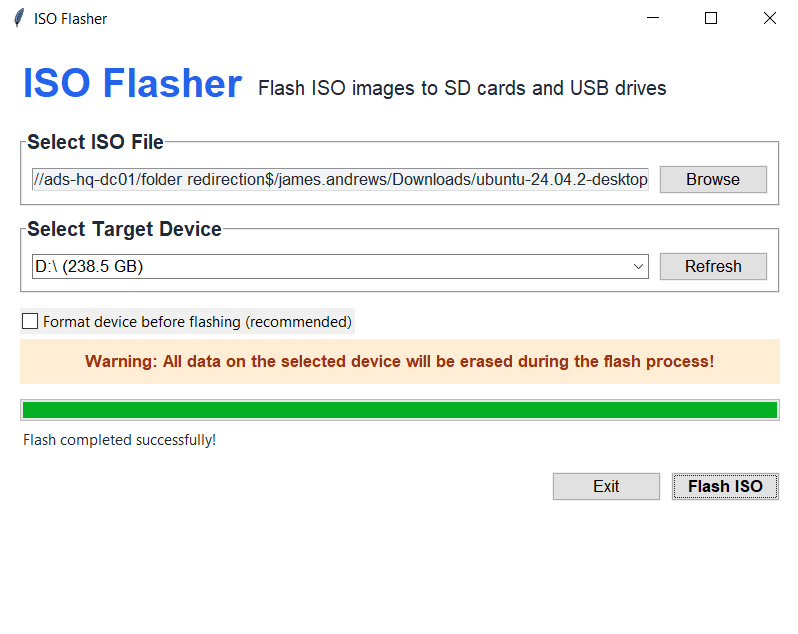 ISO Flasher
ISO Flasher Flash ISO images to SD cards and USB drives
Select ISO File
//ads-hq-dc01/folder redirection$/james.andrews/Downloads/ubuntu-24.04.2-desktop Browse
Select Target Device
D:\ (238.5 GB) Refresh
Format device before flashing (recommended)
Warning: All data on the selected device will be erased during the flash process!
Flash completed successfully!
Exit Flash ISO